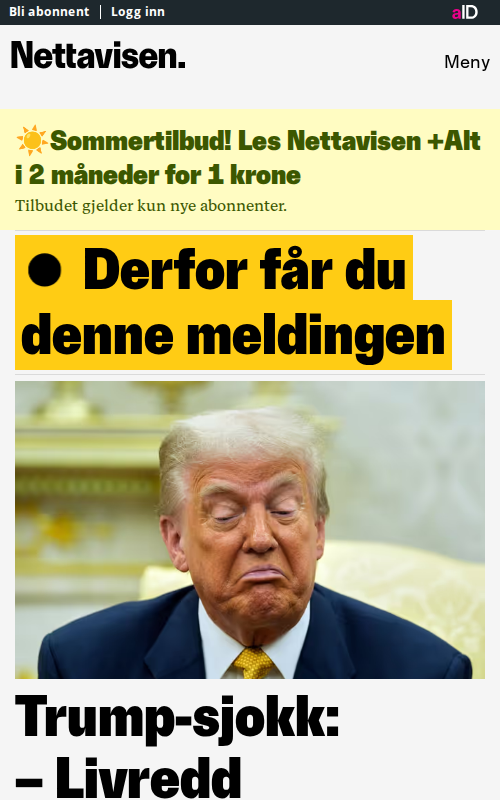 Bli abonnent | Logg inn
aID
Nettavisen.
Meny
☀️Sommertilbud! Les Nettavisen +Alt
i 2 måneder for 1 krone
Tilbudet gjelder kun nye abonnenter.
● Derfor får du
denne meldingen
Trump-sjokk:
– Livredd